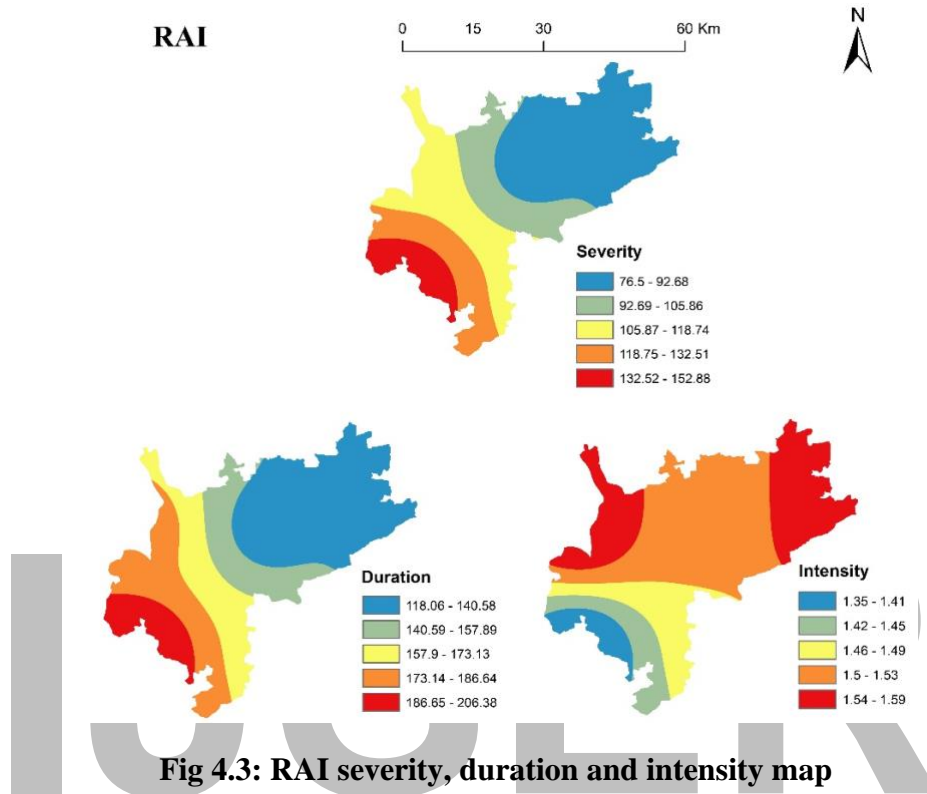 RAI
0 15 30 60 Km
N
Severity
76.5 - 92.68
92.69 - 105.86
105.87 - 118.74
118.75 - 132.51
132.52 - 152.88
Duration
118.06 - 140.58
140.59 - 157.89
157.9 - 173.13
173.14 - 186.64
186.65 - 206.38
Intensity
1.35 - 1.41
1.42 - 1.45
1.46 - 1.49
1.5 - 1.53
1.54 - 1.59
IJSER
Fig 4.3: RAI severity, duration and intensity map